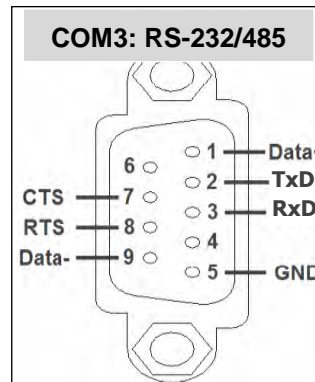 COM3: RS-232/485
1 Data
6
2 TxD
CTS 7
3 RxD
RTS 8
4
Data- 9
5 GND